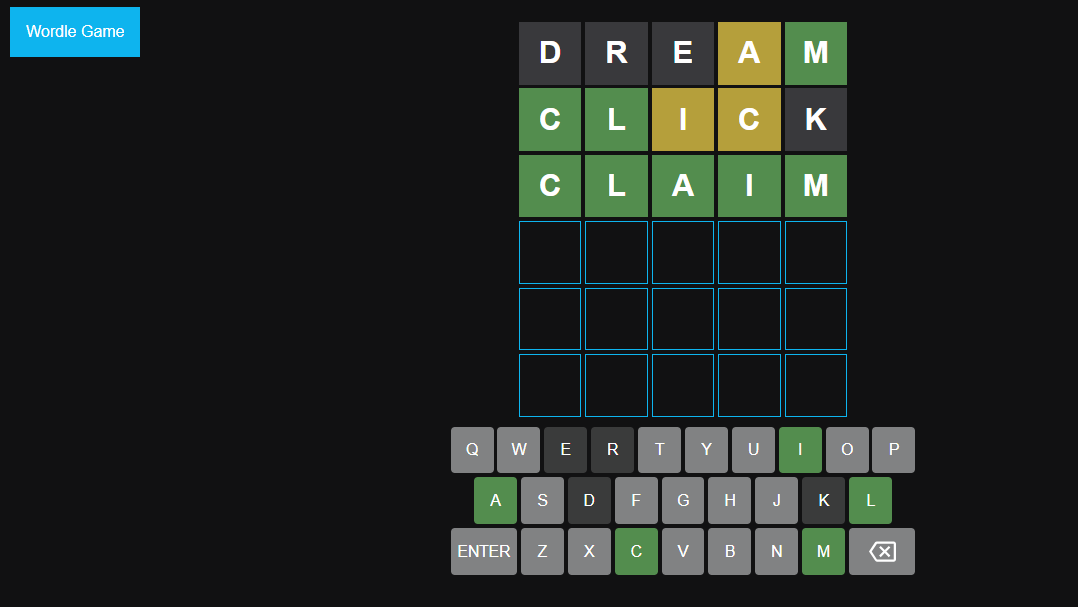 Wordle Game
D R E A M
C L I C K
C L A I M
Q W E R T Y U I O P
A S D F G H J K L
ENTER Z X C V B N M